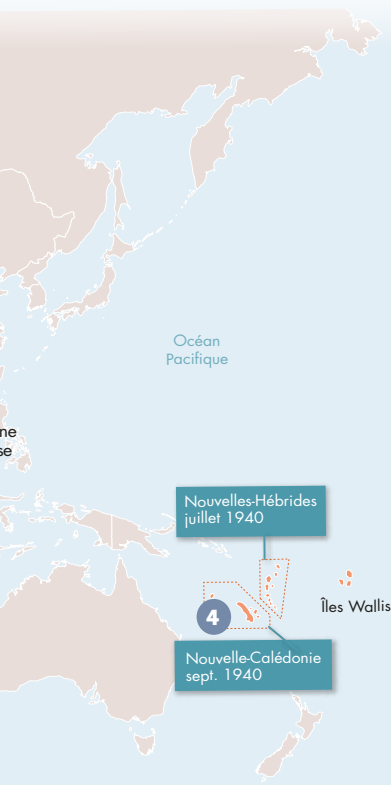 Océan
Pacifique
ne
se
Nouvelles-Hébrides
juillet 1940
Îles Wallis
4
Nouvelle-Calédonie
sept. 1940